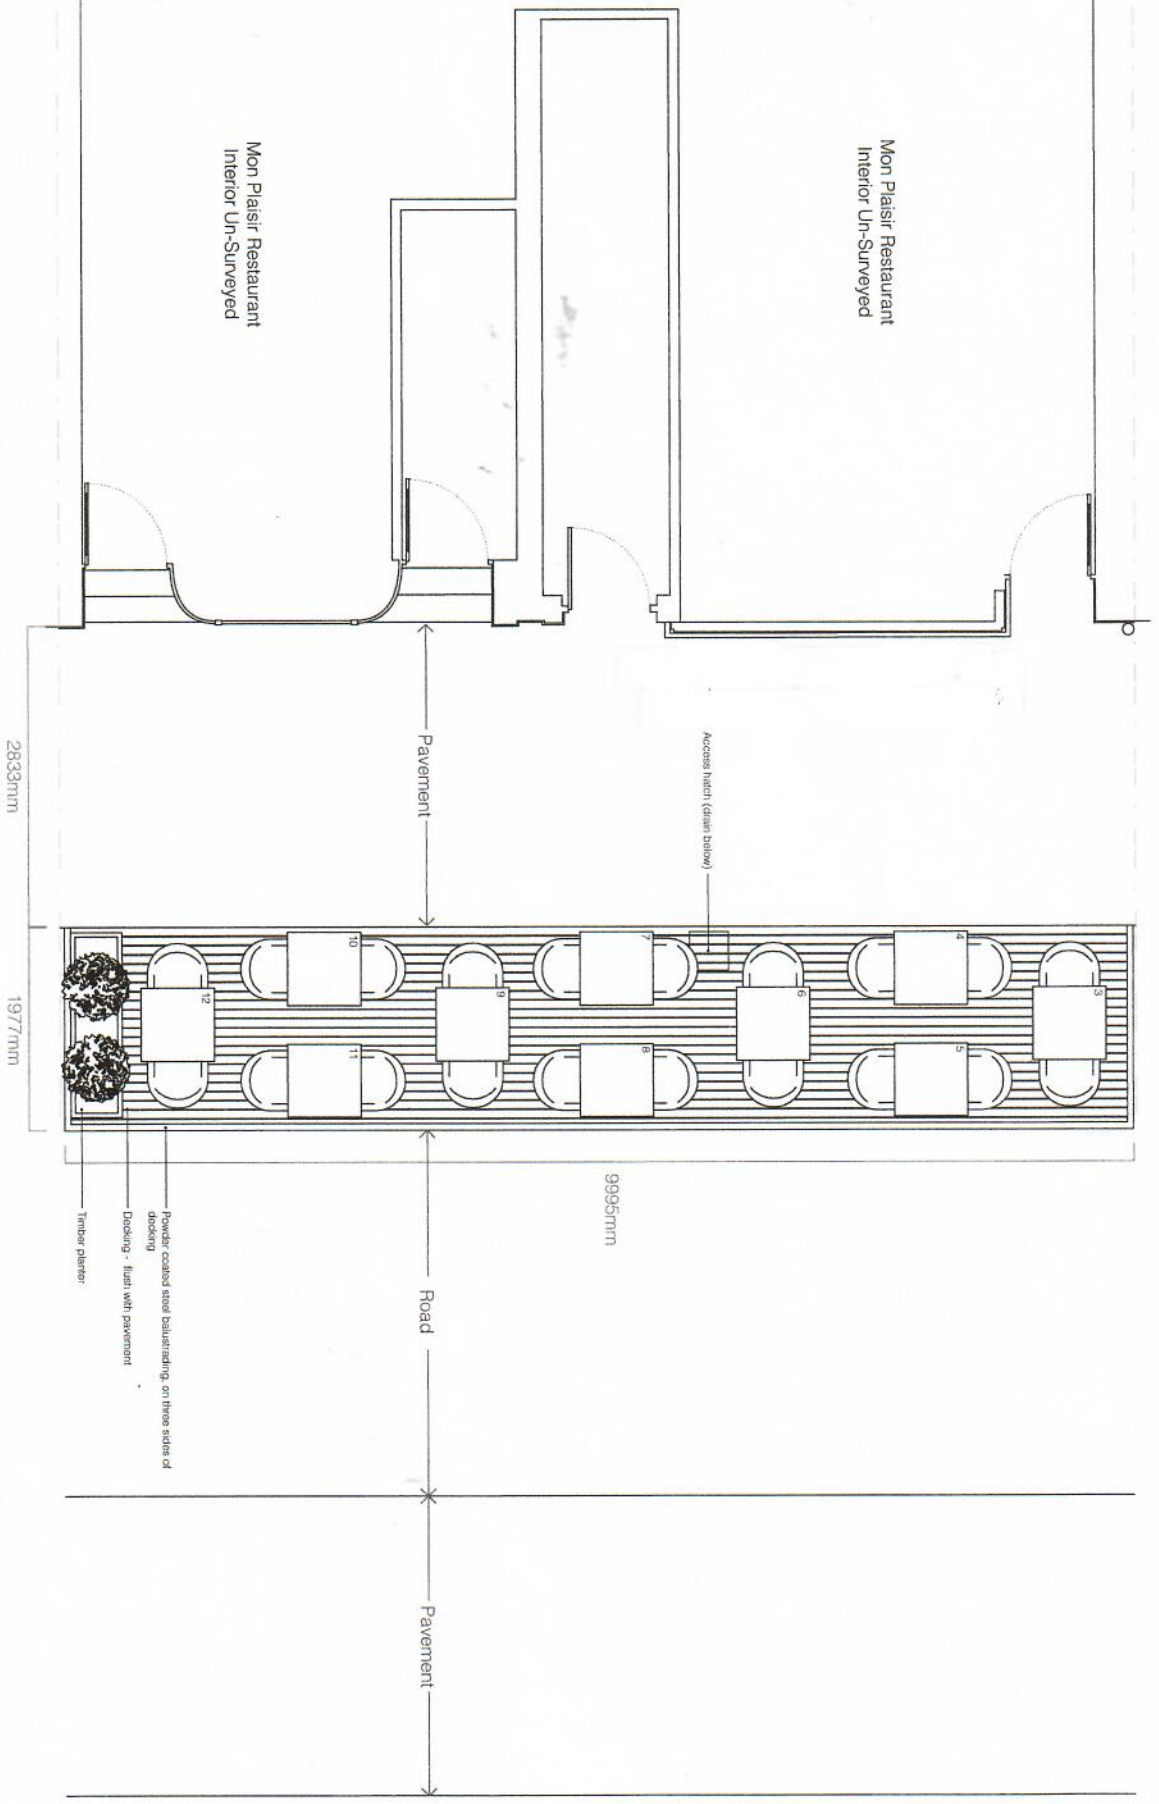 Mon Plaisir Restaurant
Interior Un-Surveyed
Mon Plaisir Restaurant
Interior Un-Surveyed
Pavement
Access hatch (drain below)
2833mm
1977mm
10
7
4
12
9
6
3
11
8
5
9995mm
Timber planter
Decking - flush with pavement
Powder coated steel balustrading, on three sides of
decking
Road
Pavement